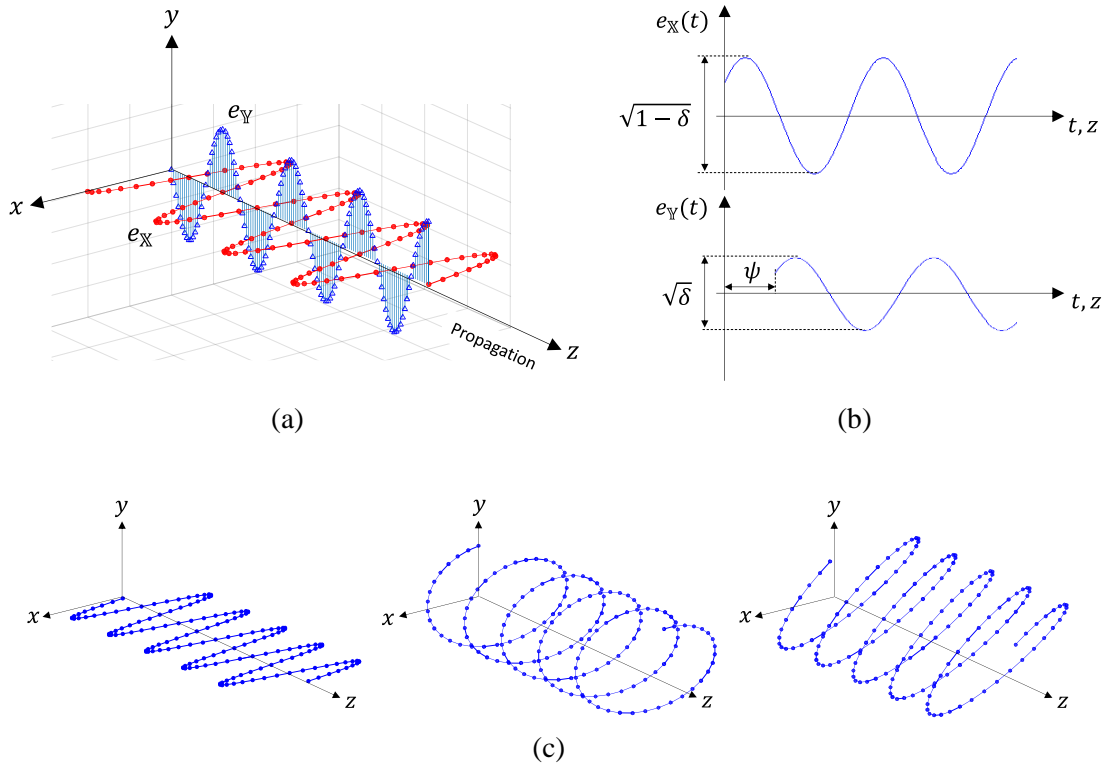 y
e𝕐
x
e𝕏
Propagation
z
(a)
e𝕏(t)
√1 − δ
t, z
e𝕐(t)
ψ
√δ
t, z
(b)
y
x
z
y
x
z
y
x
z
(c)